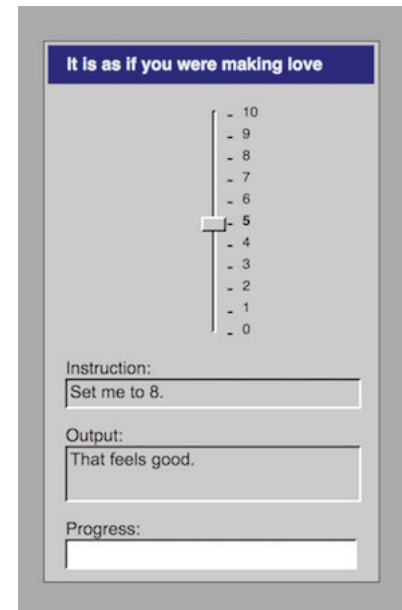 It is as if you were making love
10
9
8
7
6
5
4
3
2
1
0
Instruction:
Set me to 8.
Output:
That feels good.
Progress: